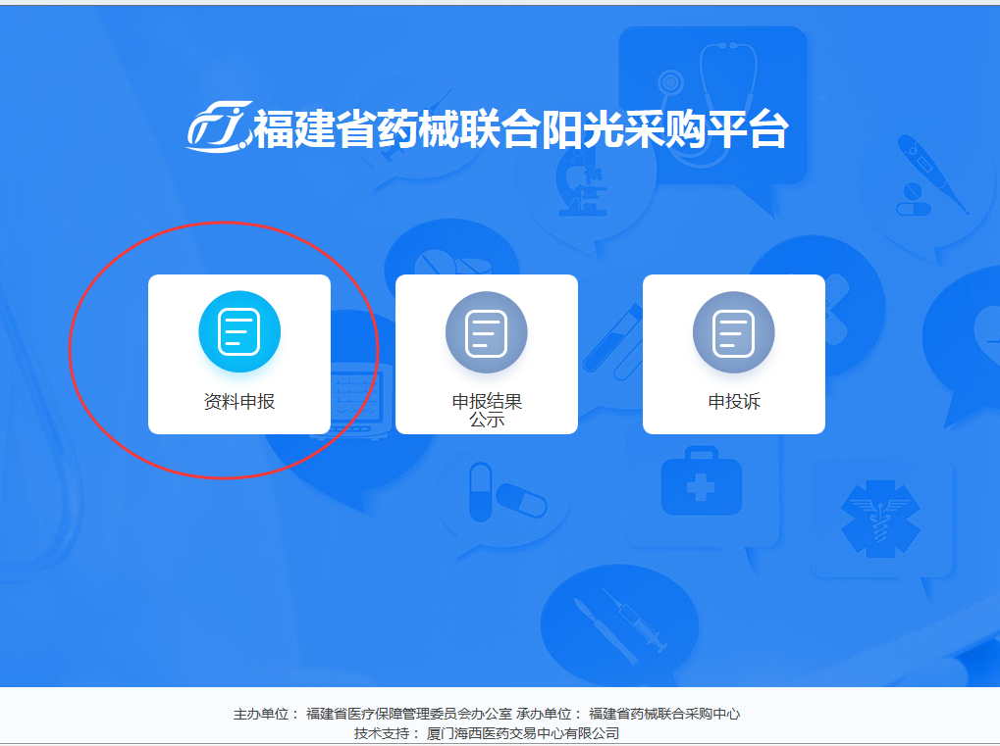 福建省药械联合阳光采购平台
资料申报
申报结果
公示
申投诉
主办单位： 福建省医疗保障管理委员会办公室 承办单位： 福建省药械联合采购中心
技术支持： 厦门海西医药交易中心有限公司